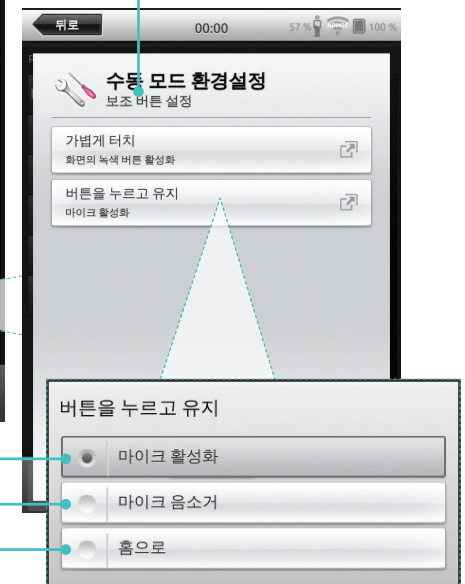 뒤로
00:00
57 %
100 %
수동 모드 환경설정
보조 버튼 설정
가볍게 터치
화면의 녹색 버튼 활성화
버튼을 누르고 유지
마이크 활성화
버튼을 누르고 유지
마이크 활성화
마이크 음소거
홈으로